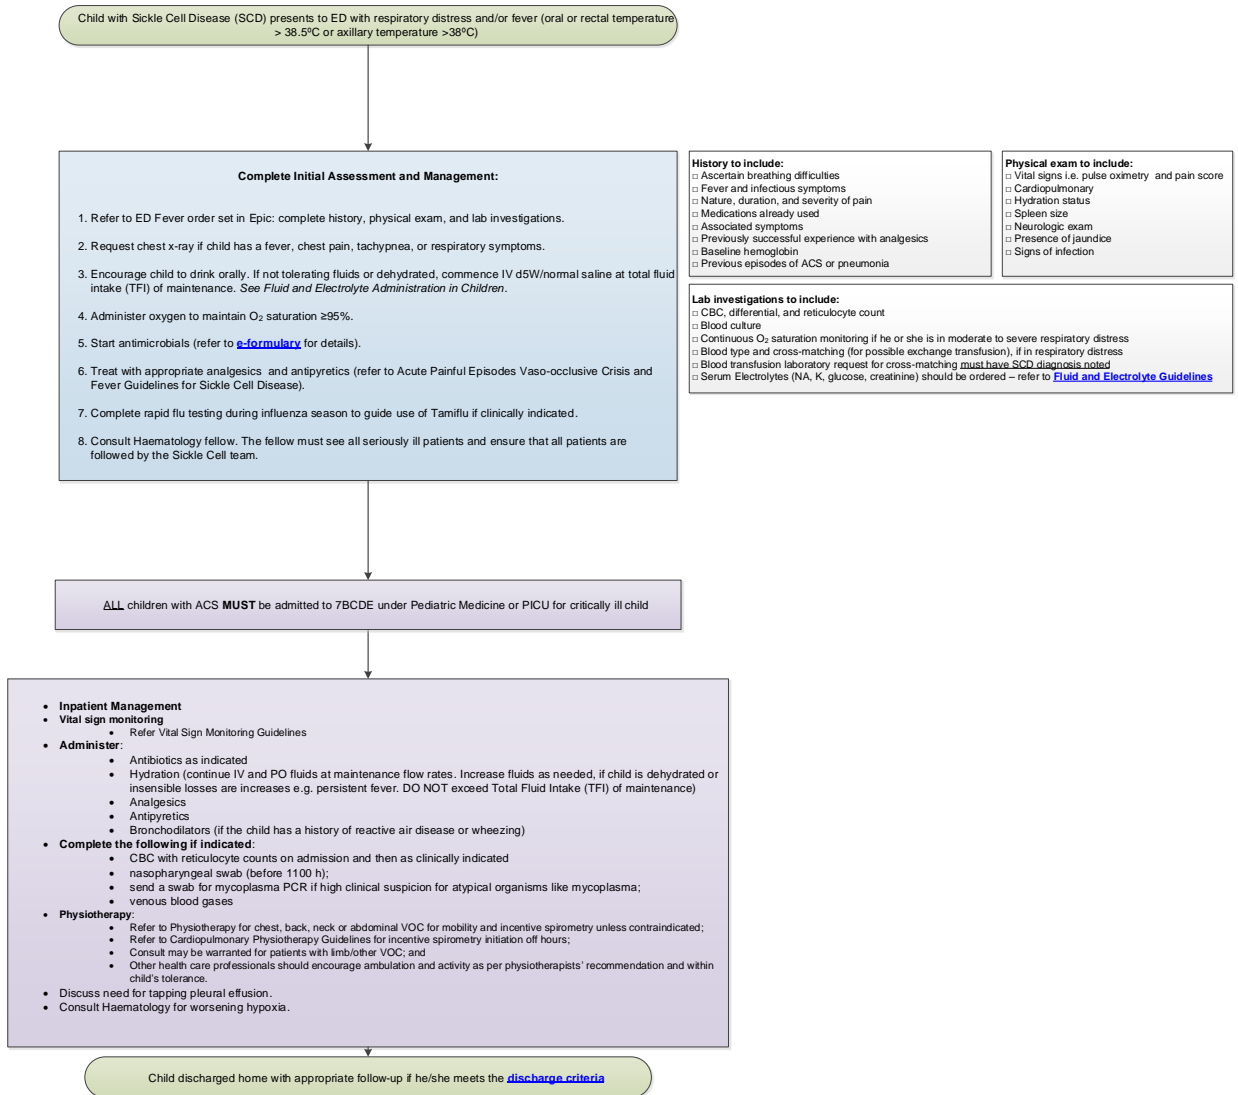 Child with Sickle Cell Disease (SCD) presents to ED with respiratory distress and/or fever (oral or rectal temperature
> 38.5ºC or axillary temperature >38ºC)
Complete Initial Assessment and Management:
1. Refer to ED Fever order set in Epic: complete history, physical exam, and lab investigations.
2. Request chest x-ray if child has a fever, chest pain, tachypnea, or respiratory symptoms.
3. Encourage child to drink orally. If not tolerating fluids or dehydrated, commence IV d5W/normal saline at total fluid
intake (TFI) of maintenance. See Fluid and Electrolyte Administration in Children.
4. Administer oxygen to maintain O₂ saturation ≥95%.
5. Start antimicrobials (refer to e-formulary for details).
6. Treat with appropriate analgesics and antipyretics (refer to Acute Painful Episodes Vaso-occlusive Crisis and
Fever Guidelines for Sickle Cell Disease).
7. Complete rapid flu testing during influenza season to guide use of Tamiflu if clinically indicated.
8. Consult Haematology fellow. The fellow must see all seriously ill patients and ensure that all patients are
followed by the Sickle Cell team.
History to include:
□ Ascertain breathing difficulties
□ Fever and infectious symptoms
□ Nature, duration, and severity of pain
□ Medications already used
□ Associated symptoms
□ Previously successful experience with analgesics
□ Baseline hemoglobin
□ Previous episodes of ACS or pneumonia
Physical exam to include:
□ Vital signs i.e. pulse oximetry and pain score
□ Cardiopulmonary
□ Hydration status
□ Spleen size
□ Neurologic exam
□ Presence of jaundice
□ Signs of infection
Lab investigations to include:
□ CBC, differential, and reticulocyte count
□ Blood culture
□ Continuous O₂ saturation monitoring if he or she is in moderate to severe respiratory distress
□ Blood type and cross-matching (for possible exchange transfusion), if in respiratory distress
□ Blood transfusion laboratory request for cross-matching must have SCD diagnosis noted
□ Serum Electrolytes (NA, K, glucose, creatinine) should be ordered – refer to Fluid and Electrolyte Guidelines
ALL children with ACS MUST be admitted to 7BCDE under Pediatric Medicine or PICU for critically ill child
• Inpatient Management
• Vital sign monitoring
• Refer Vital Sign Monitoring Guidelines
• Administer:
• Antibiotics as indicated
• Hydration (continue IV and PO fluids at maintenance flow rates. Increase fluids as needed, if child is dehydrated or
insensible losses are increases e.g. persistent fever. DO NOT exceed Total Fluid Intake (TFI) of maintenance)
• Analgesics
• Antipyretics
• Bronchodilators (if the child has a history of reactive air disease or wheezing)
• Complete the following if indicated:
• CBC with reticulocyte counts on admission and then as clinically indicated
• nasopharyngeal swab (before 1100 h);
• send a swab for mycoplasma PCR if high clinical suspicion for atypical organisms like mycoplasma;
• venous blood gases
• Physiotherapy:
• Refer to Physiotherapy for chest, back, neck or abdominal VOC for mobility and incentive spirometry unless contraindicated;
• Refer to Cardiopulmonary Physiotherapy Guidelines for incentive spirometry initiation off hours;
• Consult may be warranted for patients with limb/other VOC; and
• Other health care professionals should encourage ambulation and activity as per physiotherapists' recommendation and within
child's tolerance.
• Discuss need for tapping pleural effusion.
• Consult Haematology for worsening hypoxia.
Child discharged home with appropriate follow-up if he/she meets the discharge criteria